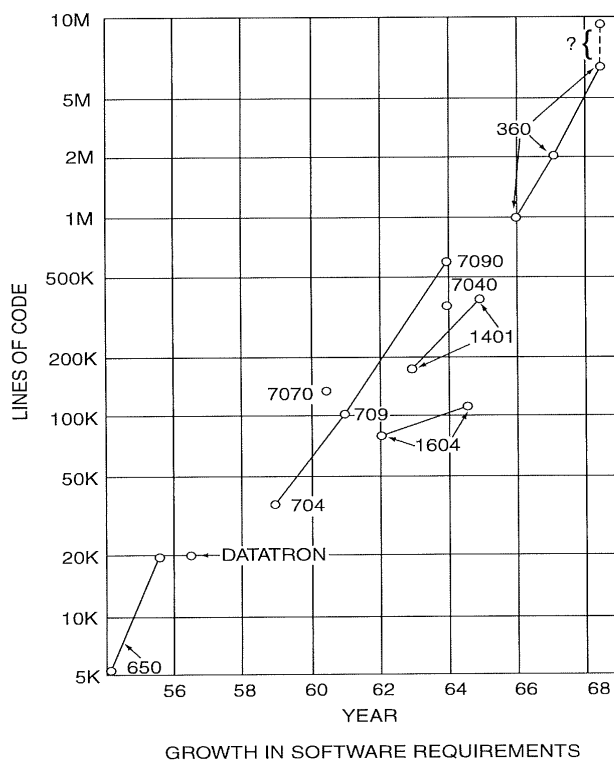 10M
?
5M
360
2M
1M
7090
500K
7040
1401
200K
7070
100K
709
1604
50K
704
20K
DATATRON
10K
650
5K
56 60 62 64 66 68
LINES OF CODE
YEAR
GROWTH IN SOFTWARE REQUIREMENTS